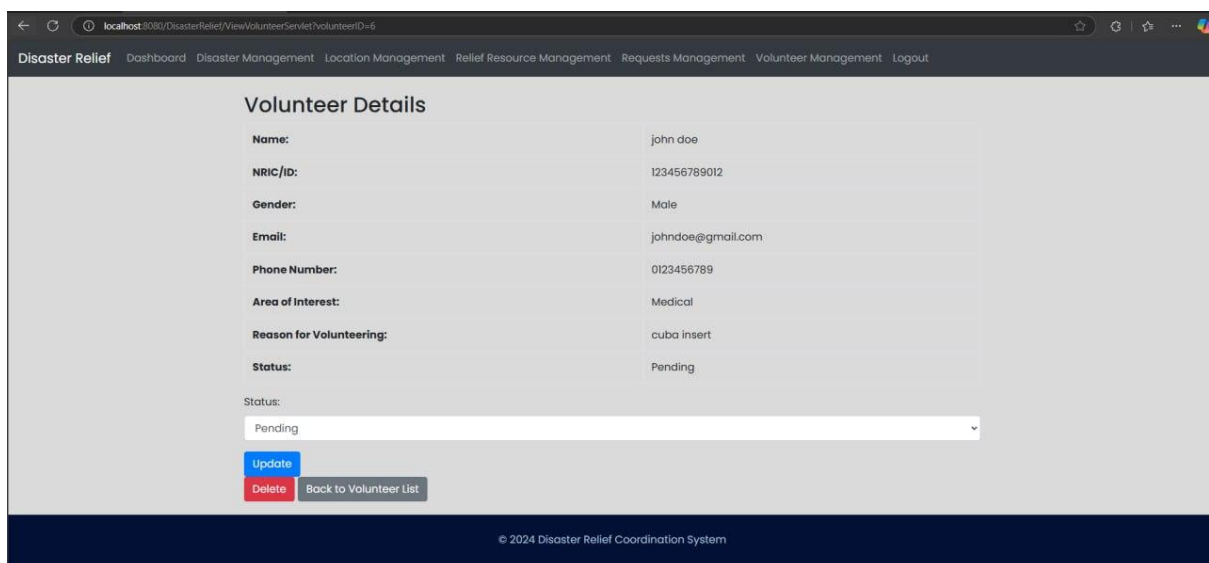 localhost:8080/DisasterRelief/ViewVolunteerServlet?volunteerID=6
Disaster Relief Dashboard Disaster Management Location Management Relief Resource Management Requests Management Volunteer Management Logout
Volunteer Details
Name: john doe
NRIC/ID: 123456789012
Gender: Male
Email: johndoe@gmail.com
Phone Number: 0123456789
Area of Interest: Medical
Reason for Volunteering: cuba insert
Status: Pending
Status:
Pending
Update
Delete Back to Volunteer List
© 2024 Disaster Relief Coordination System